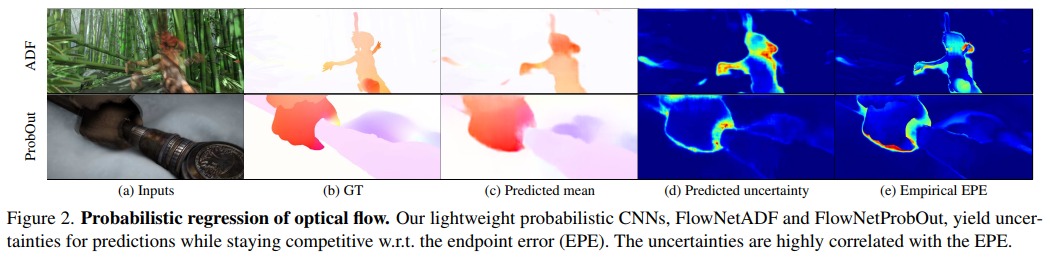 ADF
ProbOut
(a) Inputs
(b) GT
(c) Predicted mean
(d) Predicted uncertainty
(e) Empirical EPE
Figure 2. Probabilistic regression of optical flow. Our lightweight probabilistic CNNs, FlowNetADF and FlowNetProbOut, yield uncer-
tainties for predictions while staying competitive w.r.t. the endpoint error (EPE). The uncertainties are highly correlated with the EPE.